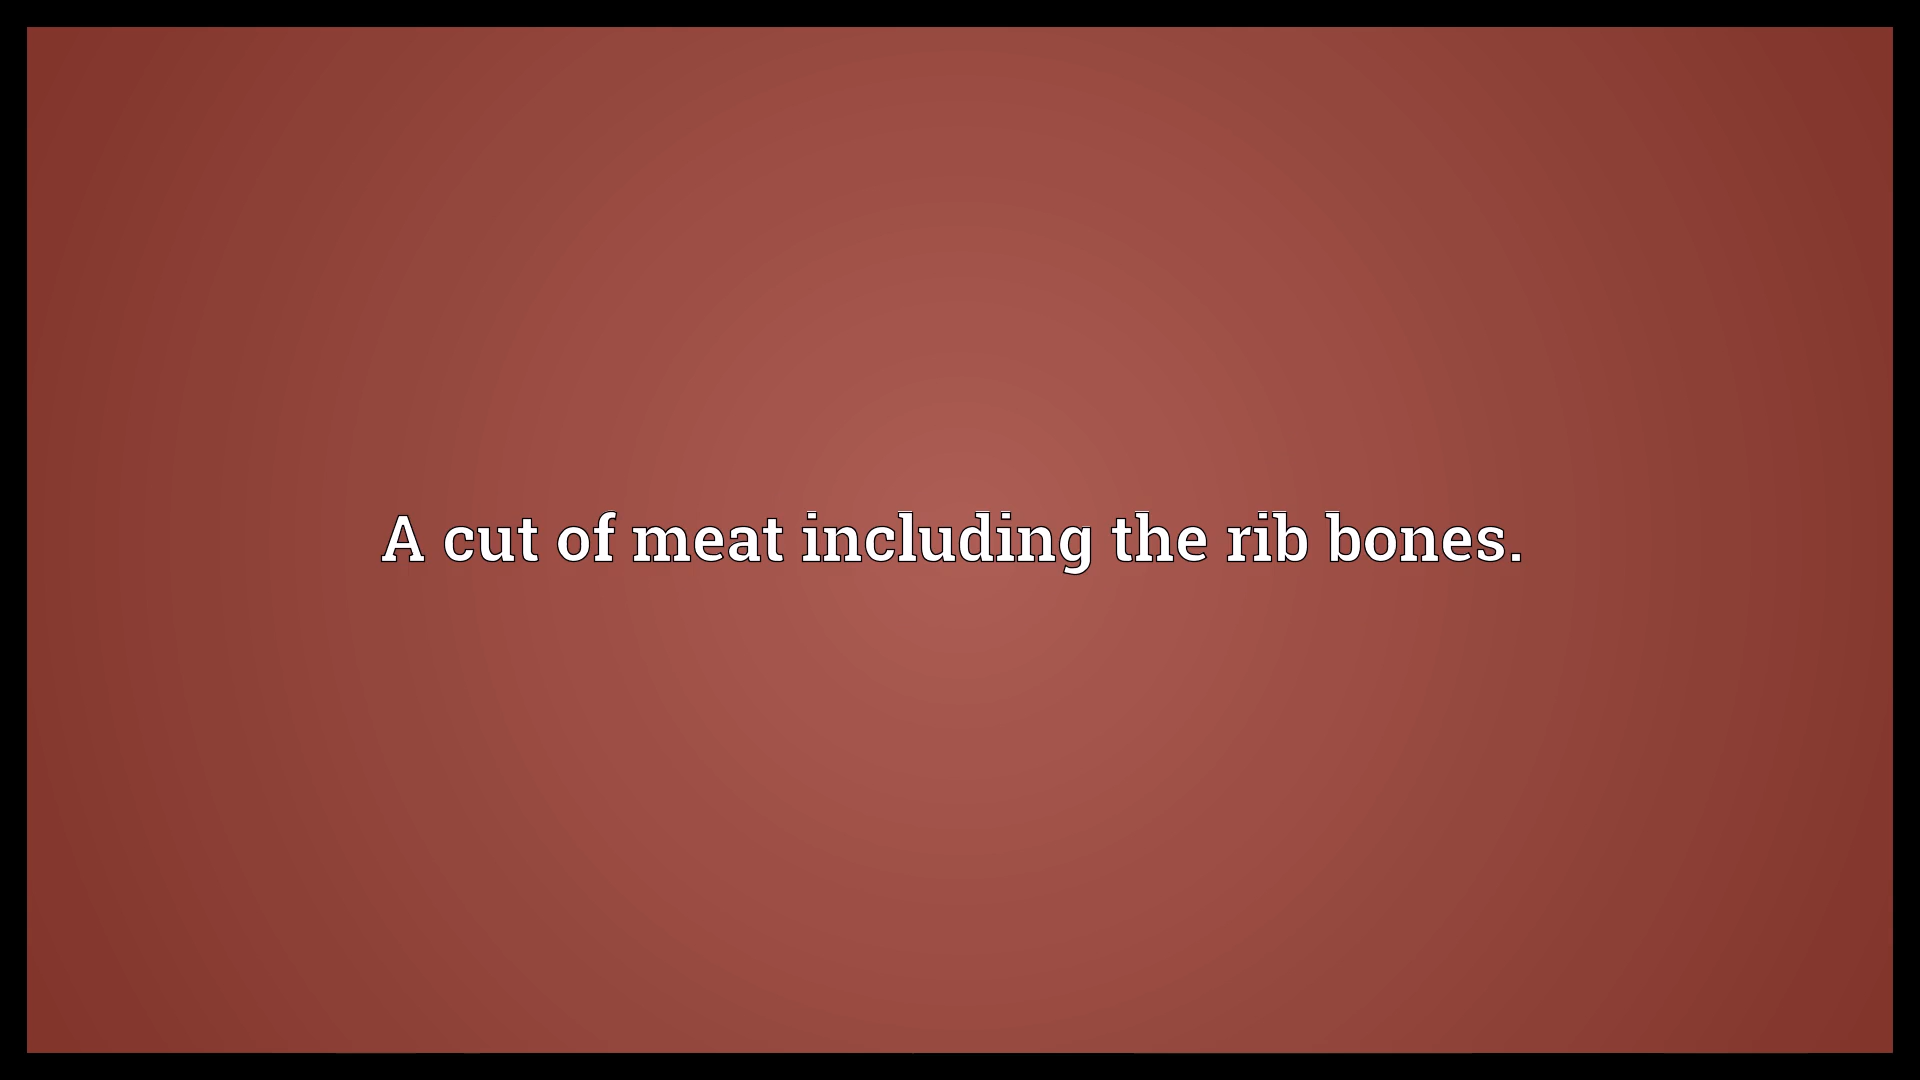 A cut of meat including the rib bones.